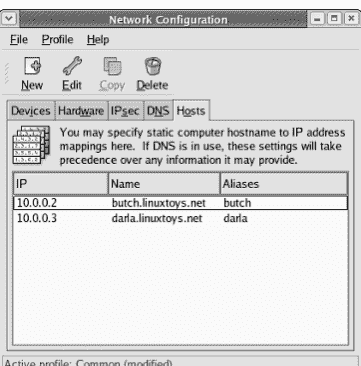 Network Configuration
File Profile Help
New Edit Copy Delete
Devices Hardware IPsec DNS Hosts
You may specify static computer hostname to IP address
mappings here. If DNS is in use, these settings will take
precedence over any information it may provide.
IP Name Aliases
10.0.0.2 butch.linuxtoys.net butch
10.0.0.3 darla.linuxtoys.net darla
Active profile: Common (modified)